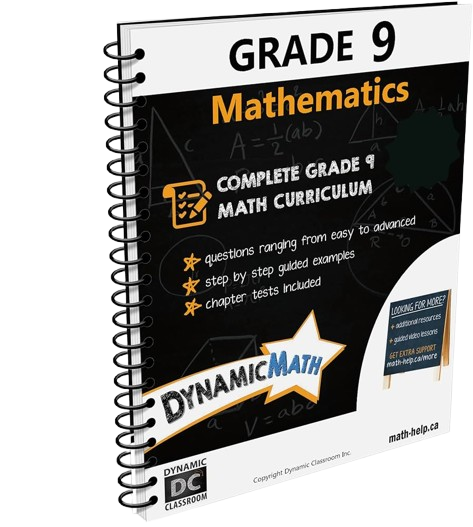 GRADE 9
Mathematics
A = ½(ab)
COMPLETE GRADE 9
MATH CURRICULUM
questions ranging from easy to advanced
step by step guided examples
chapter tests included
LOOKING FOR MORE?
+ additional resources
+ guided video lessons
GET EXTRA SUPPORT
math-help.ca/more
DYNAMICMATH
V = abc
math-help.ca
DYNAMIC
DC
CLASSROOM
Copyright Dynamic Classroom Inc.